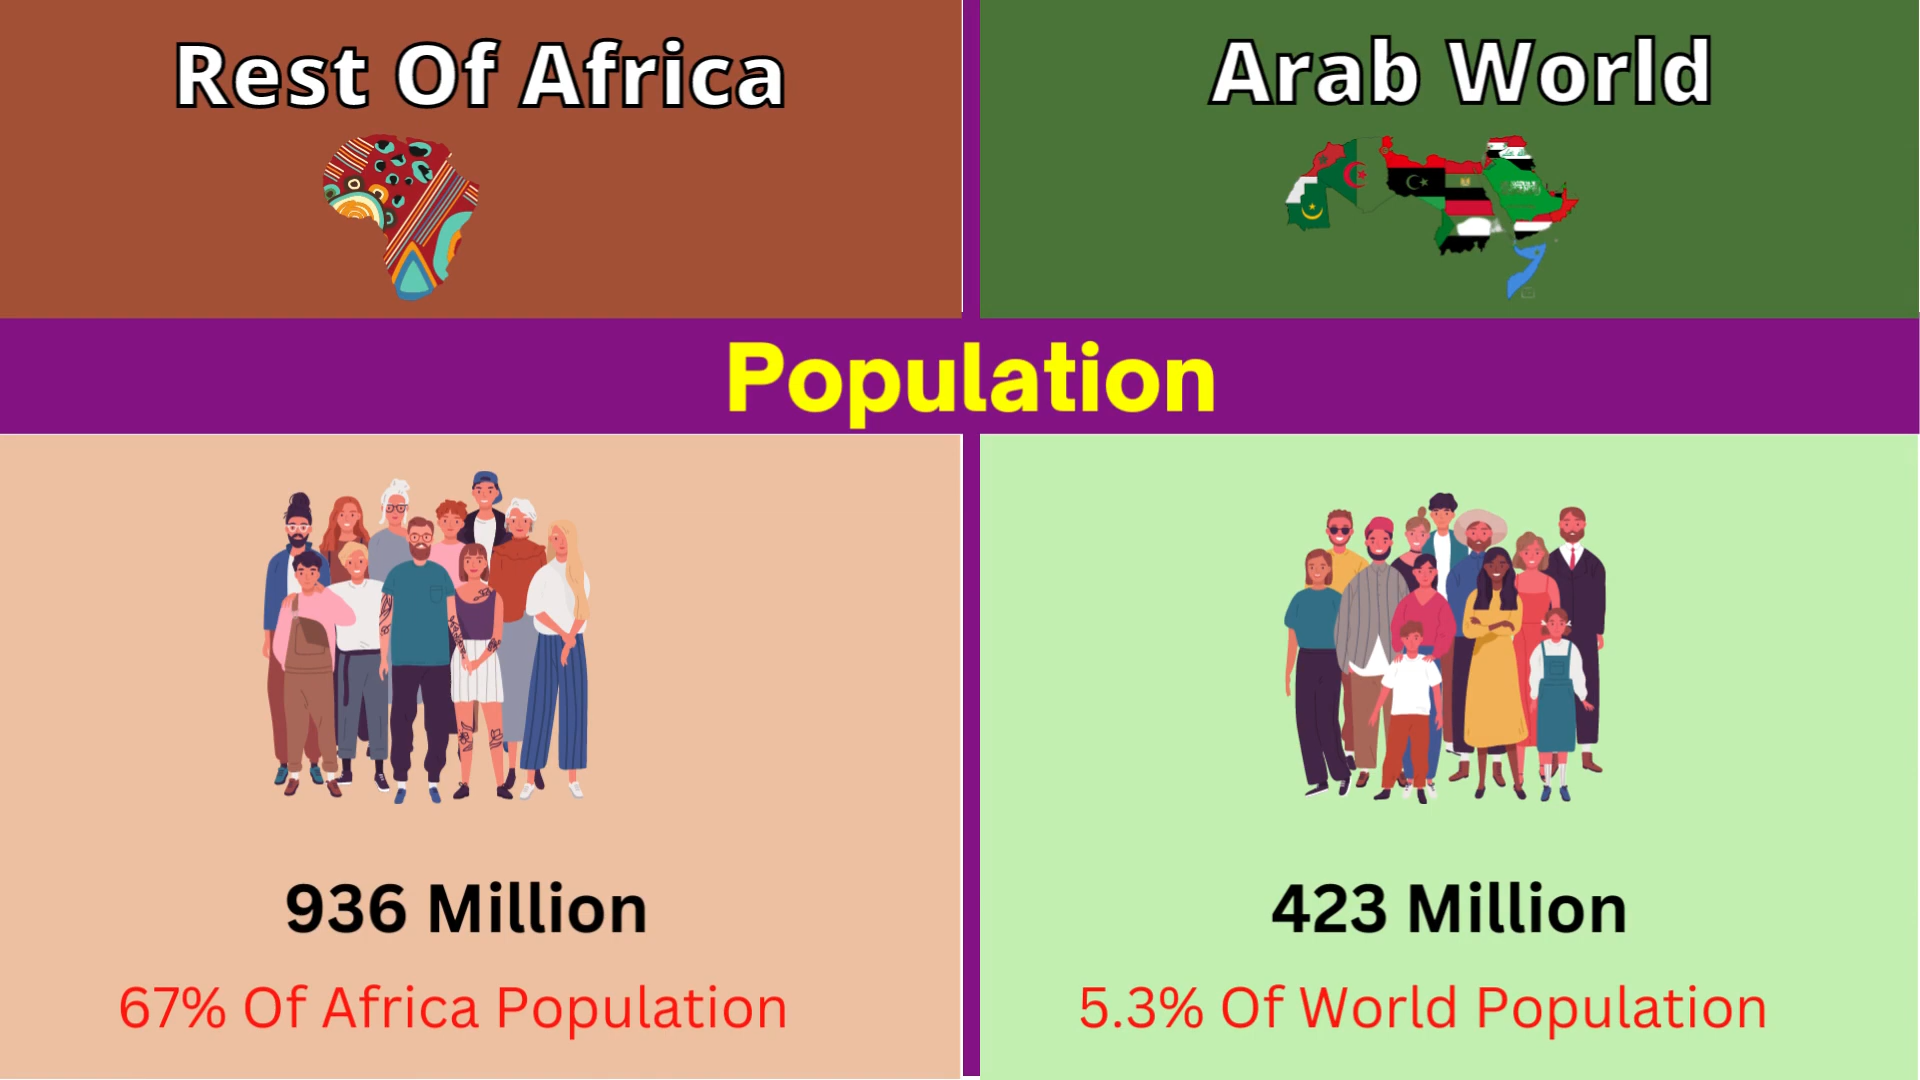 Rest Of Africa
Arab World
Population
936 Million
423 Million
67% Of Africa Population
5.3% Of World Population